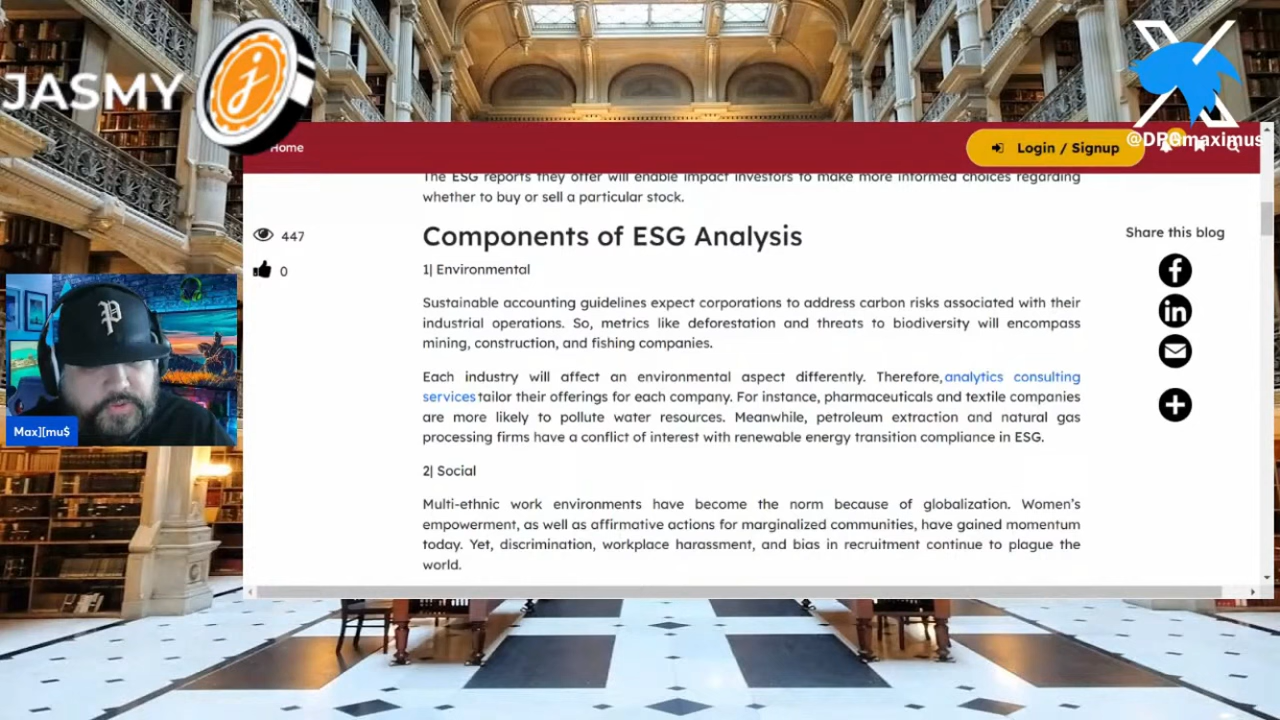 JASMY
@DPGmaximus
Home
Login / Signup
The ESG reports they offer will enable impact investors to make more informed choices regarding
whether to buy or sell a particular stock.
447
0
Components of ESG Analysis
Share this blog
1| Environmental
Sustainable accounting guidelines expect corporations to address carbon risks associated with their
industrial operations. So, metrics like deforestation and threats to biodiversity will encompass
mining, construction, and fishing companies.
Each industry will affect an environmental aspect differently. Therefore, analytics consulting
services tailor their offerings for each company. For instance, pharmaceuticals and textile companies
are more likely to pollute water resources. Meanwhile, petroleum extraction and natural gas
processing firms have a conflict of interest with renewable energy transition compliance in ESG.
2| Social
Multi-ethnic work environments have become the norm because of globalization. Women's
empowerment, as well as affirmative actions for marginalized communities, have gained momentum
today. Yet, discrimination, workplace harassment, and bias in recruitment continue to plague the
world.
Max][mu$